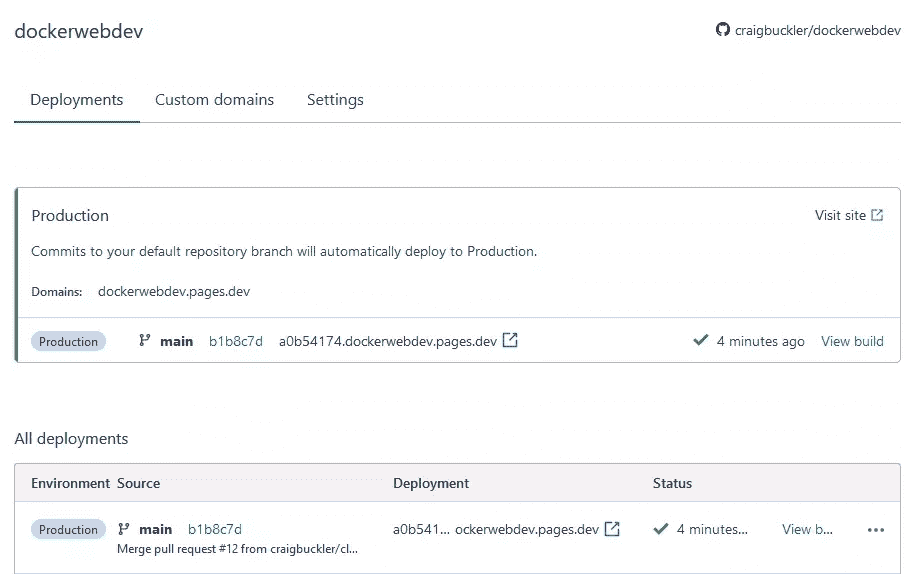 dockerwebdev craigbuckler/dockerwebdev
Deployments Custom domains Settings
Production Visit site
Commits to your default repository branch will automatically deploy to Production.
Domains: dockerwebdev.pages.dev
Production main b1b8c7d a0b54174.dockerwebdev.pages.dev 4 minutes ago View build
All deployments
Environment Source Deployment Status
Production main b1b8c7d a0b541... ockerwebdev.pages.dev 4 minutes... View b...
Merge pull request #12 from craigbuckler/cl...